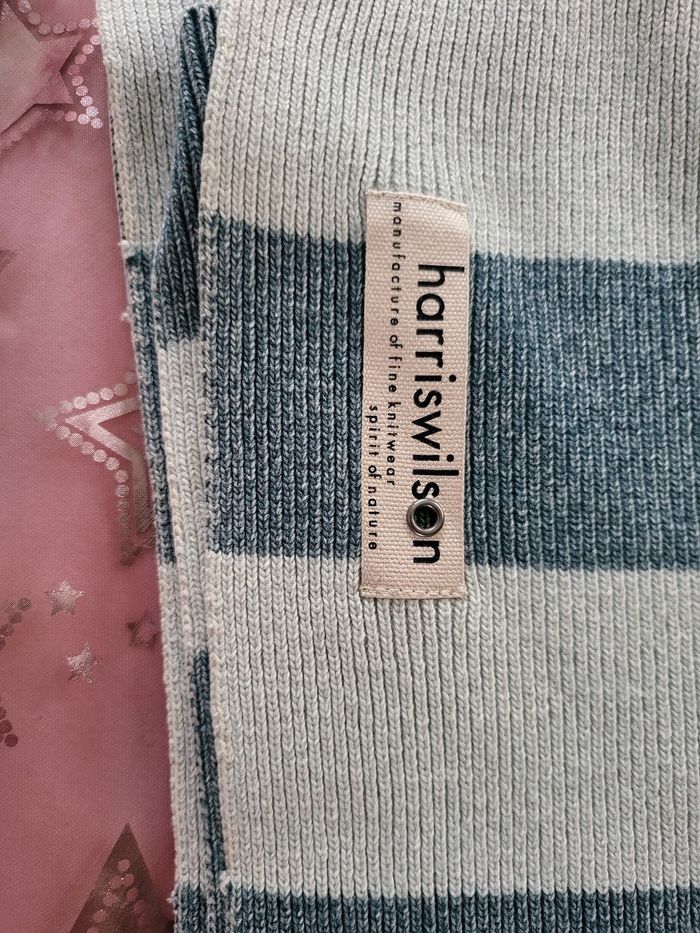 harriswilson
manufacture of fine knitwear
spirit of nature